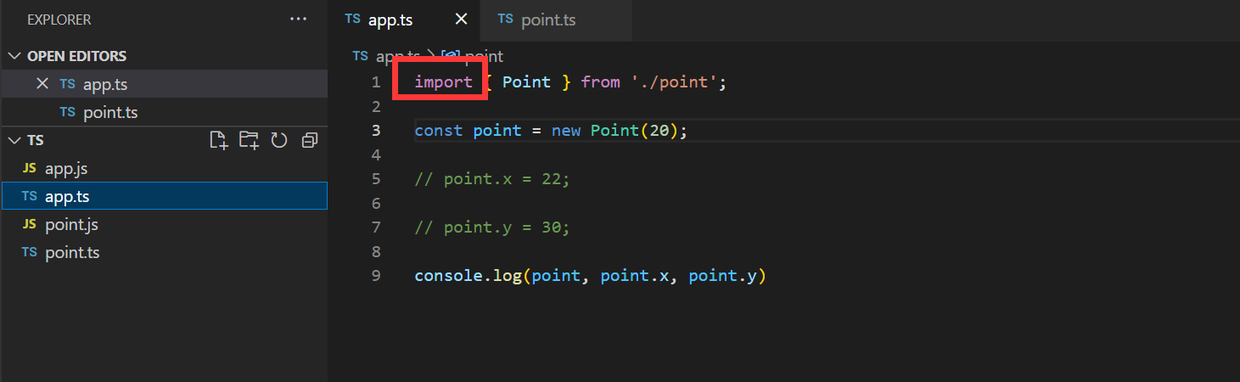 EXPLORER ...
OPEN EDITORS
TS app.ts
TS point.ts
TS
JS app.js
TS app.ts
JS point.js
TS point.ts
TS app.ts
TS point.ts
TS app.ts > point
1 import { Point } from './point';
2
3 const point = new Point(20);
4
5 // point.x = 22;
6
7 // point.y = 30;
8
9 console.log(point, point.x, point.y)